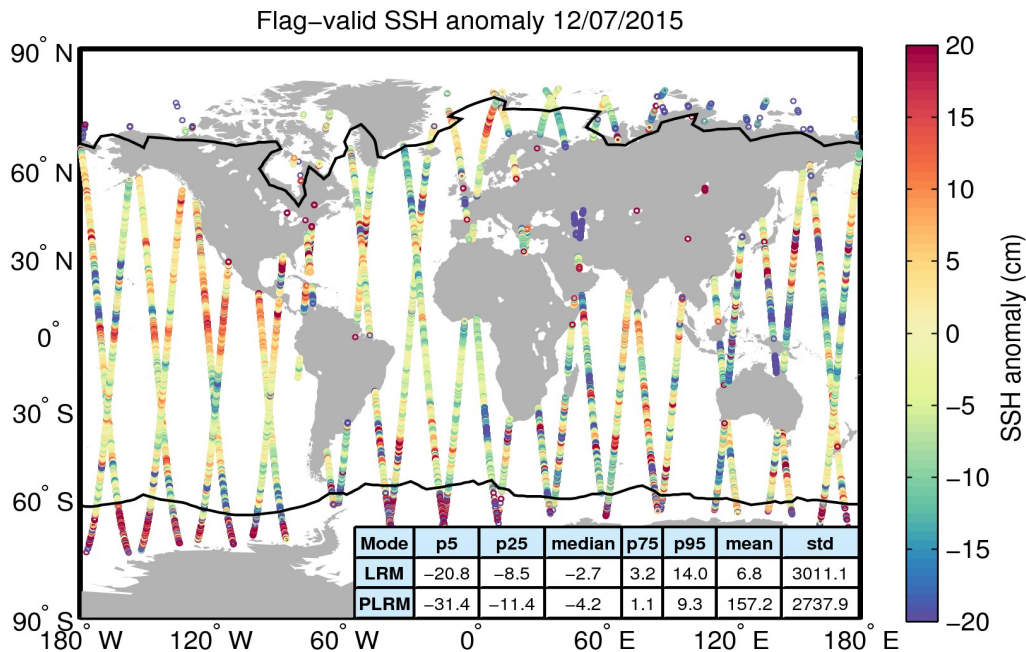 Flag−valid SSH anomaly 12/07/2015
90° N
60° N
30° N
0°
30° S
60° S
90° S
180° W
120° W
60° W
0°
60° E
120° E
180° E
Mode p5 p25 median p75 p95 mean std
LRM −20.8 −8.5 −2.7 3.2 14.0 6.8 3011.1
PLRM −31.4 −11.4 −4.2 1.1 9.3 157.2 2737.9
20
15
10
5
0
−5
−10
−15
−20
SSH anomaly (cm)